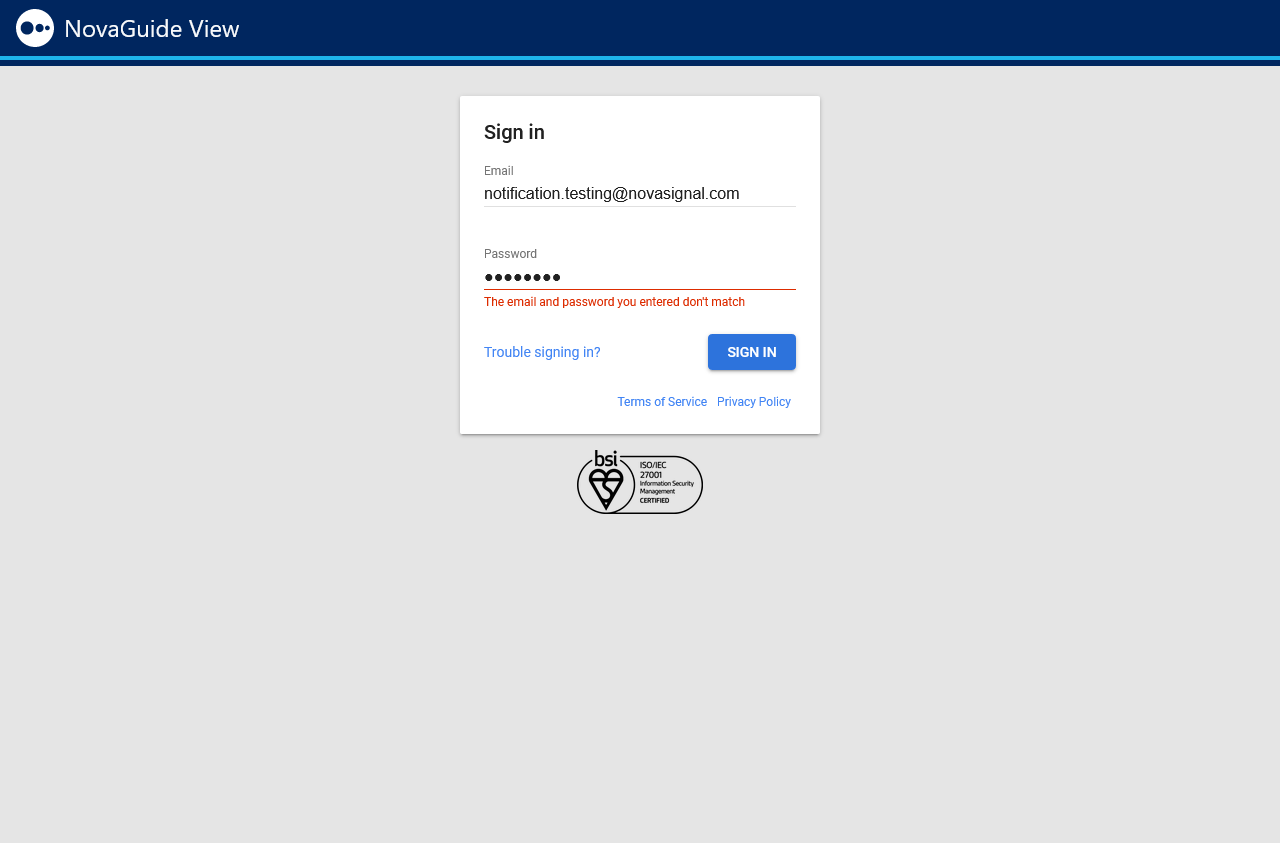 NovaGuide View
Sign in
Email
notification.testing@novasignal.com
Password
••••••••
The email and password you entered don't match
Trouble signing in?
SIGN IN
Terms of Service Privacy Policy
bsi
ISO/IEC
27001
Information Security
Management
CERTIFIED